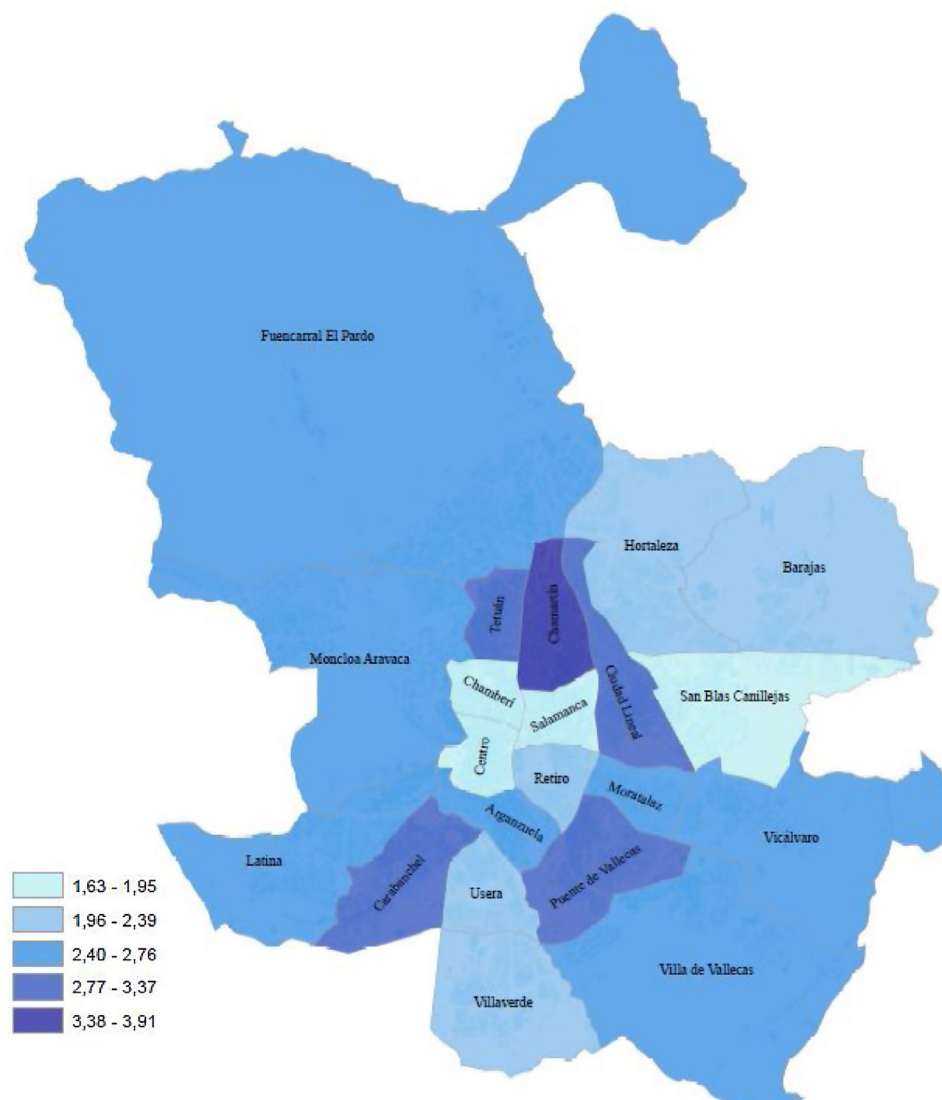 Fuencarral El Pardo
Hortaleza
Barajas
Tetuán
Chamartín
Moncloa Aravaca
Chamberí
Salamanca
Ciudad Lineal
San Blas Canillejas
Centro
Retiro
Moratalaz
Arganzuela
Vicálvaro
Latina
Carabanchel
Puente de Vallecas
Usera
Villa de Vallecas
Villaverde
1,63 - 1,95
1,96 - 2,39
2,40 - 2,76
2,77 - 3,37
3,38 - 3,91